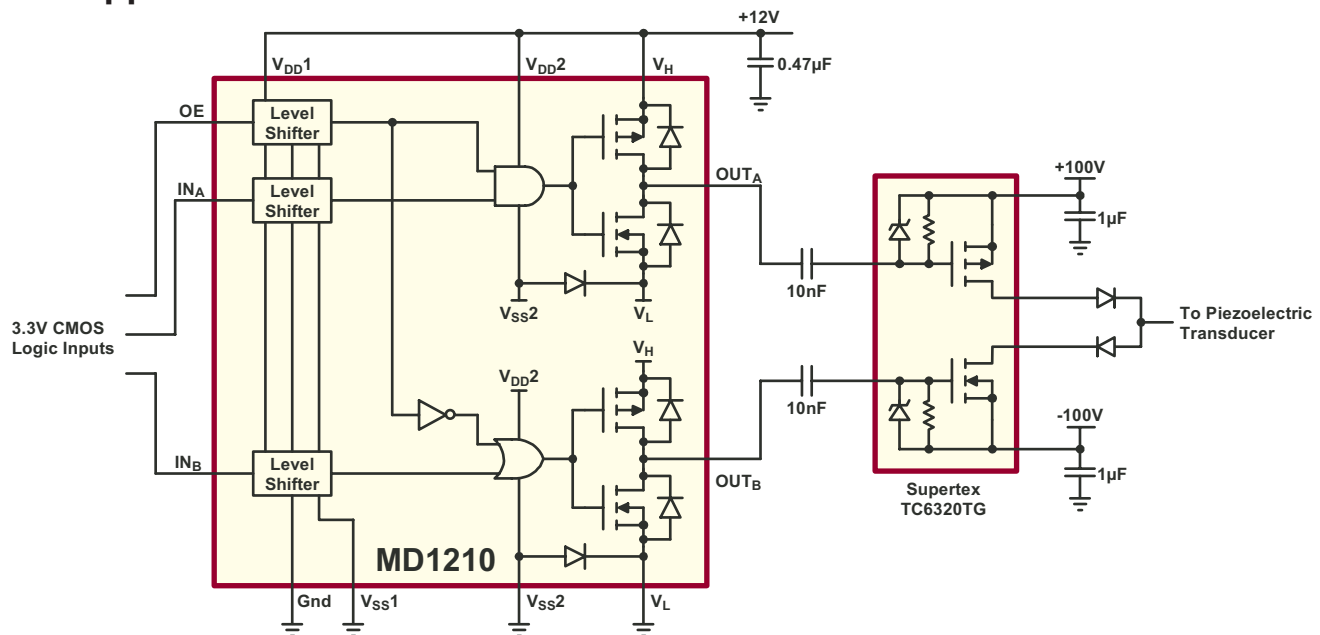 +12V
VDD1
VDD2
VH
0.47µF
OE
Level
Shifter
INA
Level
Shifter
OUTA
+100V
1µF
10nF
VSS2
VL
3.3V CMOS
Logic Inputs
To Piezoelectric
Transducer
VH
VDD2
10nF
-100V
INB
Level
Shifter
OUTB
1µF
Supertex
TC6320TG
MD1210
Gnd
VSS1
VSS2
VL